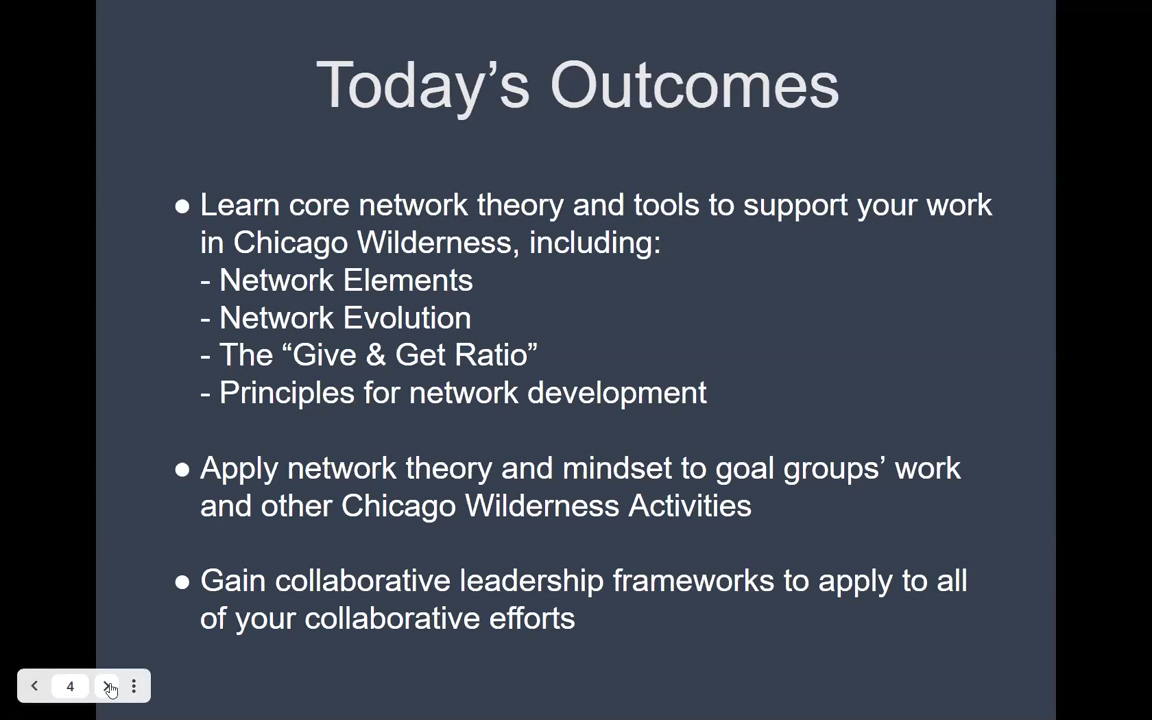 Today’s Outcomes
● Learn core network theory and tools to support your work
in Chicago Wilderness, including:
- Network Elements
- Network Evolution
- The “Give & Get Ratio”
- Principles for network development
● Apply network theory and mindset to goal groups’ work
and other Chicago Wilderness Activities
● Gain collaborative leadership frameworks to apply to all
of your collaborative efforts
4